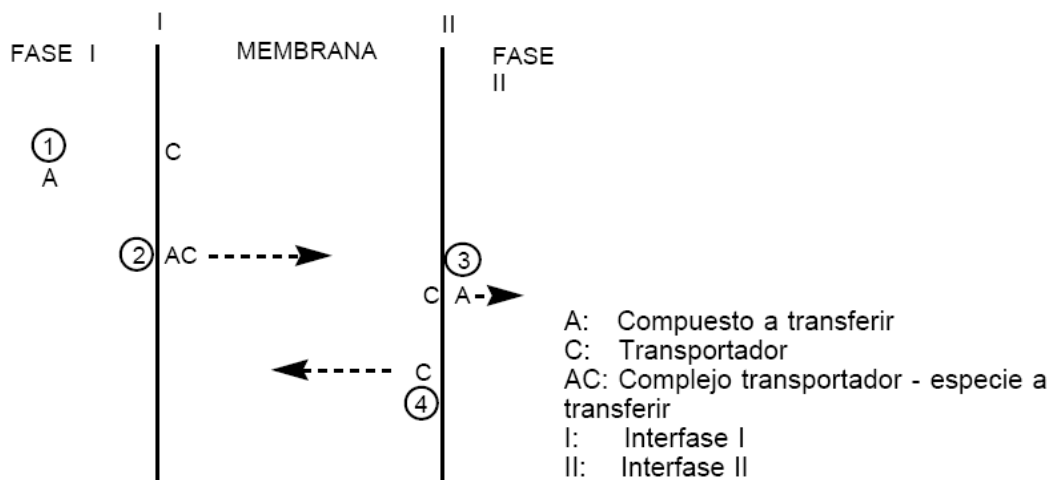 I
II
FASE I
MEMBRANA
FASE
II
1
A
C
2
AC
3
C
A
C
4
A: Compuesto a transferir
C: Transportador
AC: Complejo transportador - especie a
transferir
I: Interfase I
II: Interfase II